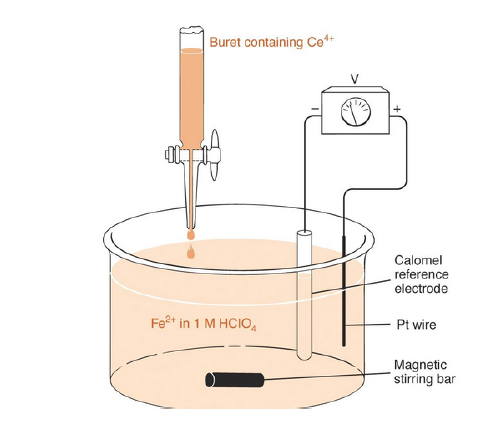 Buret containing Ce⁴⁺
V
− +
Calomel
reference
electrode
Fe²⁺ in 1 M HClO₄
Pt wire
Magnetic
stirring bar